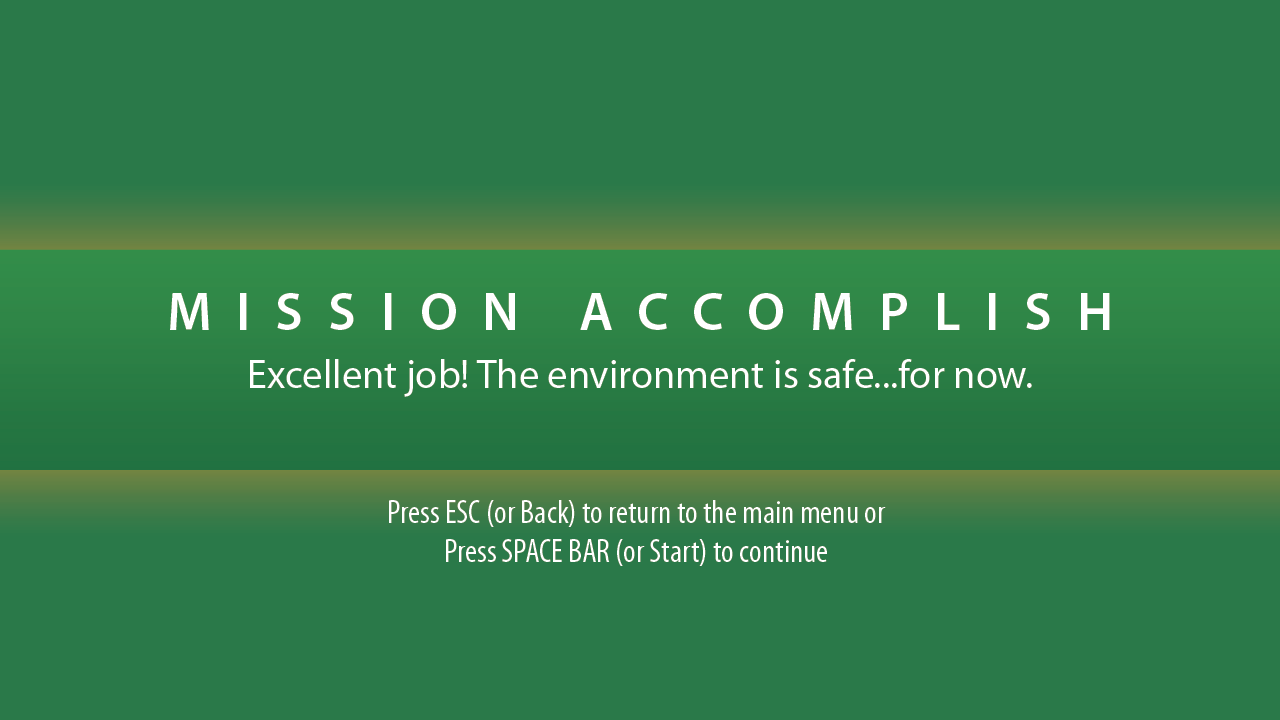 MISSION ACCOMPLISH
Excellent job! The environment is safe...for now.
Press ESC (or Back) to return to the main menu or
Press SPACE BAR (or Start) to continue